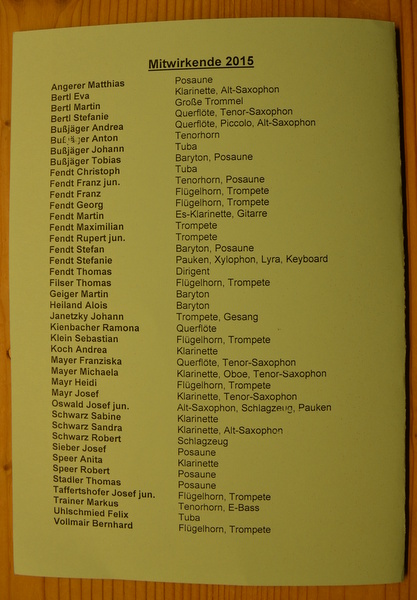 Mitwirkende 2015
Angerer Matthias Posaune
Bertl Eva Klarinette, Alt-Saxophon
Bertl Martin Große Trommel
Bertl Stefanie Querflöte, Tenor-Saxophon
Bußjäger Andrea Querflöte, Piccolo, Alt-Saxophon
Bußjäger Anton Tenorhorn
Bußjäger Johann Tuba
Bußjäger Tobias Baryton, Posaune
Fendt Christoph Tuba
Fendt Franz jun. Tenorhorn, Posaune
Fendt Franz Flügelhorn, Trompete
Fendt Georg Flügelhorn, Trompete
Fendt Martin Es-Klarinette, Gitarre
Fendt Maximilian Trompete
Fendt Rupert jun. Trompete
Fendt Stefan Baryton, Posaune
Fendt Stefanie Pauken, Xylophon, Lyra, Keyboard
Fendt Thomas Dirigent
Filser Thomas Flügelhorn, Trompete
Geiger Martin Baryton
Heiland Alois Baryton
Janetzky Johann Trompete, Gesang
Kienbacher Ramona Querflöte
Klein Sebastian Flügelhorn, Trompete
Koch Andrea Klarinette
Mayer Franziska Querflöte, Tenor-Saxophon
Mayer Michaela Klarinette, Oboe, Tenor-Saxophon
Mayr Heidi Flügelhorn, Trompete
Mayr Josef Klarinette, Tenor-Saxophon
Oswald Josef jun. Alt-Saxophon, Schlagzeug, Pauken
Schwarz Sabine Klarinette
Schwarz Sandra Klarinette, Alt-Saxophon
Schwarz Robert Schlagzeug
Sieber Josef Posaune
Speer Anita Klarinette
Speer Robert Posaune
Stadler Thomas Posaune
Taffertshofer Josef jun. Flügelhorn, Trompete
Trainer Markus Tenorhorn, E-Bass
Uhlschmied Felix Tuba
Vollmair Bernhard Flügelhorn, Trompete